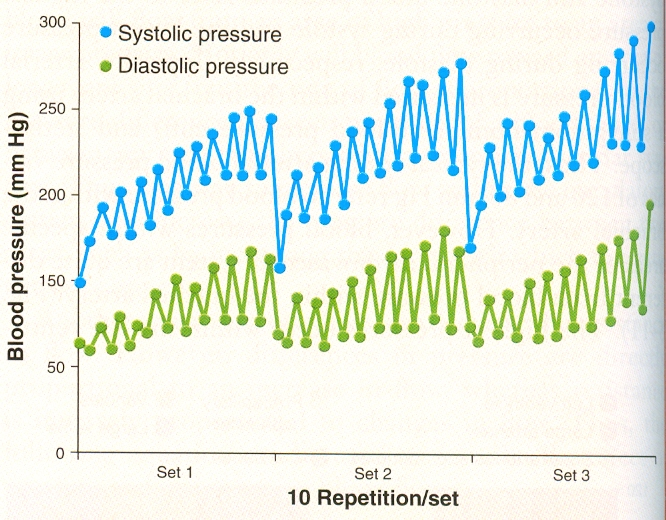 300
250
200
150
50
0
Blood pressure (mm Hg)
Systolic pressure
Diastolic pressure
Set 1
Set 2
Set 3
10 Repetition/set